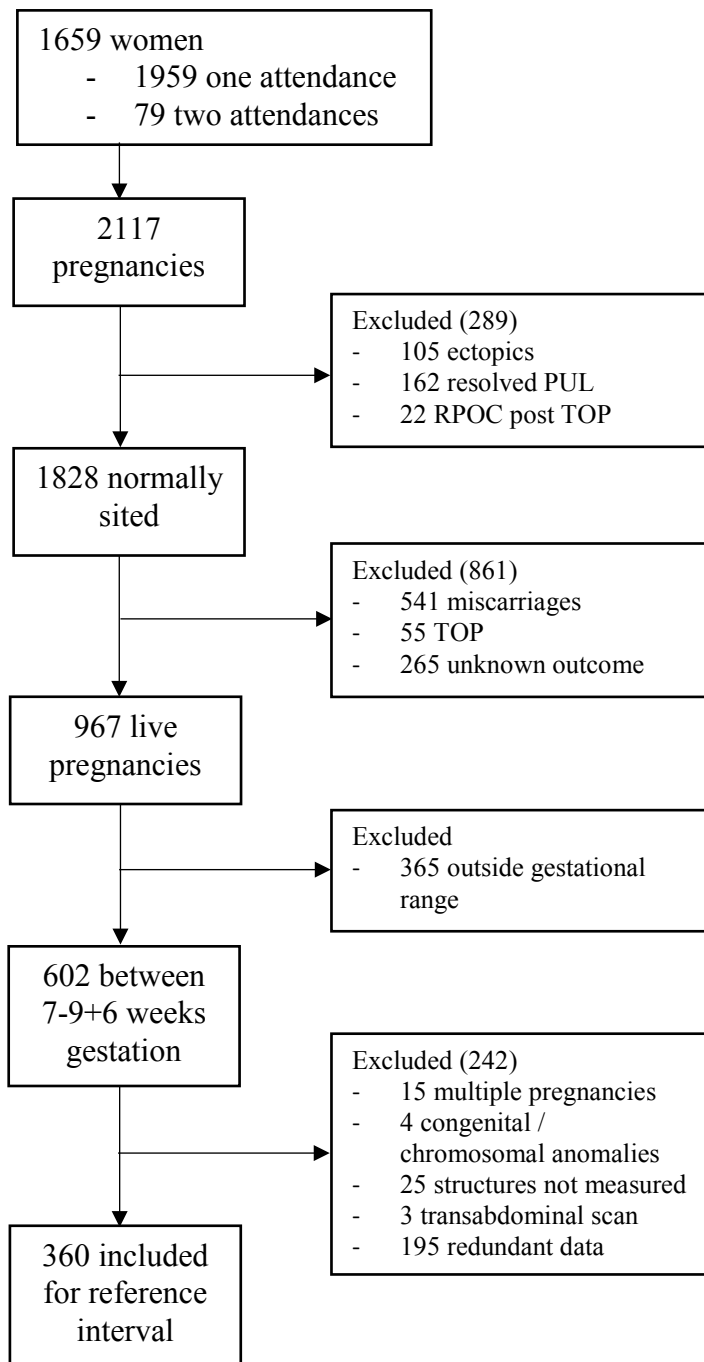 1659 women
- 1959 one attendance
- 79 two attendances
2117
pregnancies
Excluded (289)
- 105 ectopics
- 162 resolved PUL
- 22 RPOC post TOP
1828 normally
sited
Excluded (861)
- 541 miscarriages
- 55 TOP
- 265 unknown outcome
967 live
pregnancies
Excluded
- 365 outside gestational
range
602 between
7-9+6 weeks
gestation
Excluded (242)
- 15 multiple pregnancies
- 4 congenital /
chromosomal anomalies
- 25 structures not measured
- 3 transabdominal scan
- 195 redundant data
360 included
for reference
interval